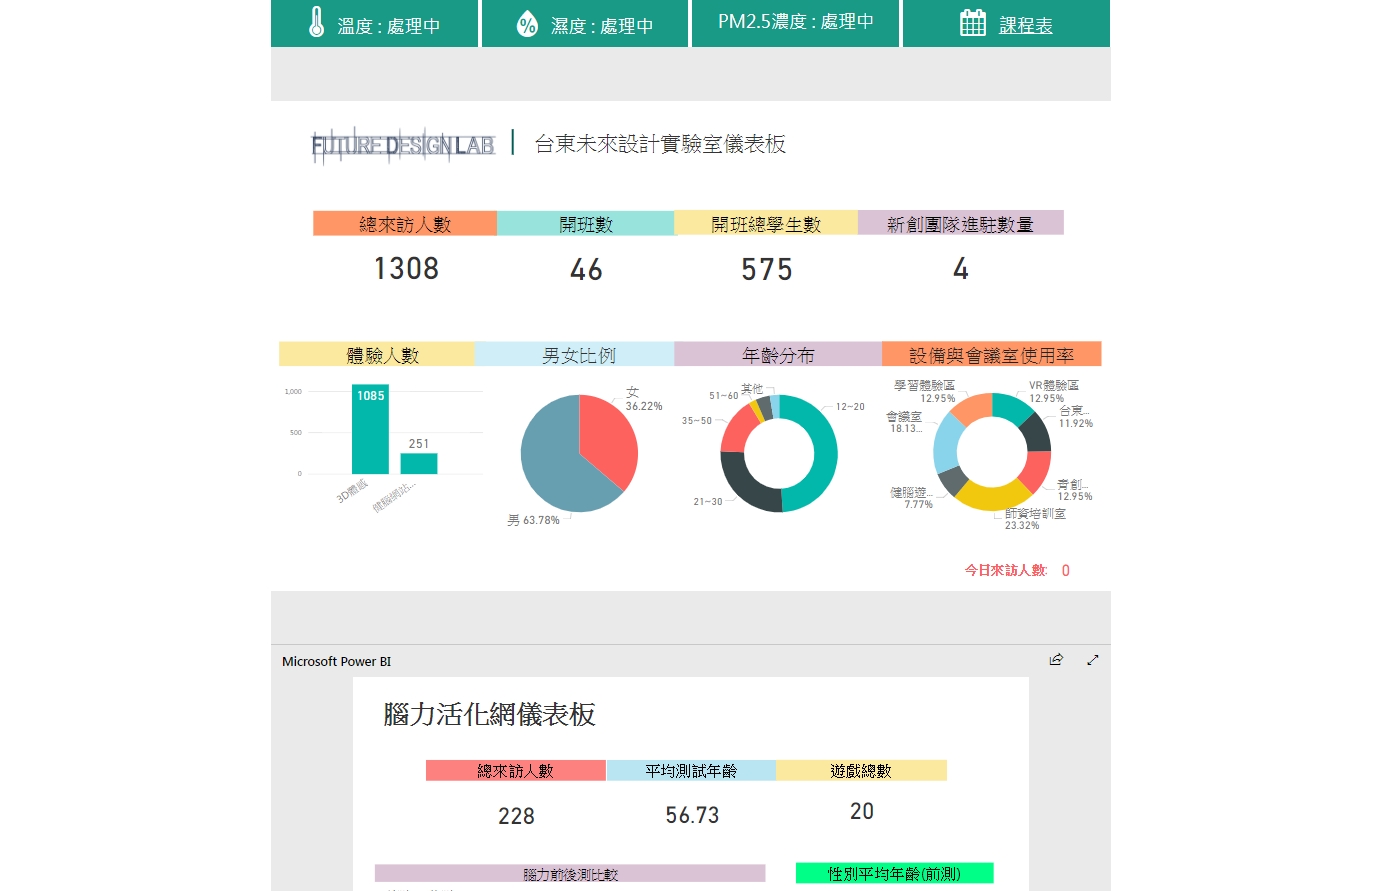 溫度 : 處理中
濕度 : 處理中
PM2.5濃度 : 處理中
課程表
FUTURE DESIGN LAB
台東未來設計實驗室儀表板
總來訪人數
開班數
開班總學生數
新創團隊進駐數量
1308
46
575
4
體驗人數
男女比例
年齡分布
設備與會議室使用率
1,000
500
0
1085
251
3D體感
健腦網站...
女
36.22%
男 63.78%
其他
51~60
12~20
35~50
21~30
學習體驗區
12.95%
VR體驗區
12.95%
台東...
11.92%
會議室
18.13...
青創...
12.95%
健腦遊...
7.77%
師資培訓室
23.32%
今日來訪人數: 0
Microsoft Power BI
腦力活化網儀表板
總來訪人數
平均測試年齡
遊戲總數
228
56.73
20
腦力前後測比較
性別平均年齡(前測)